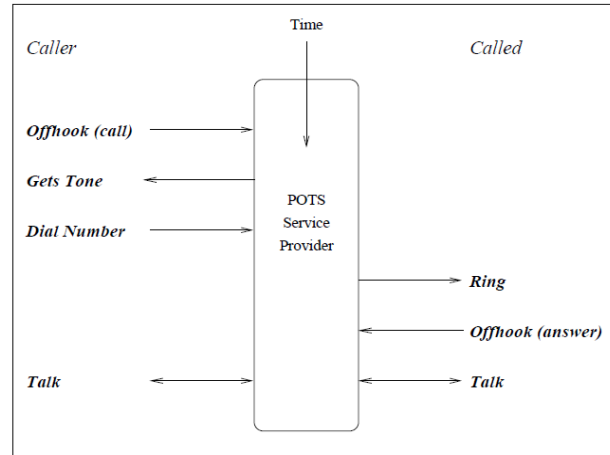 Time
Caller
Called
Offhook (call)
Gets Tone
POTS
Service
Provider
Dial Number
Ring
Offhook (answer)
Talk
Talk